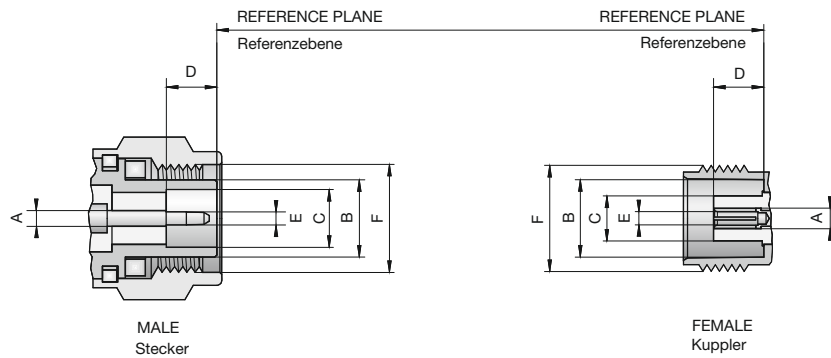 REFERENCE PLANE
Referenzebene
REFERENCE PLANE
Referenzebene
D
D
A
E
C
B
F
F
B
C
E
A
MALE
Stecker
FEMALE
Kuppler